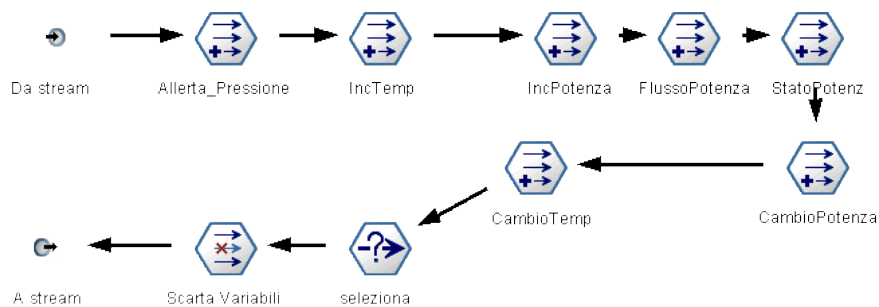 Da stream
Allerta_Pressione
IncTemp
IncPotenza
FlussoPotenza
StatoPotenz
CambioTemp
CambioPotenza
A stream
Scarta Variabili
seleziona